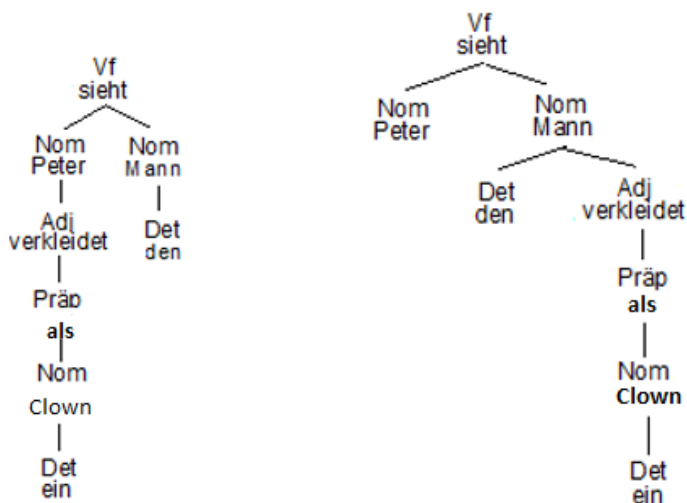 Vf
sieht
Nom
Peter
Nom
Mann
Adj
verkleidet
Det
den
Präp
als
Nom
Clown
Det
ein
Vf
sieht
Nom
Peter
Nom
Mann
Det
den
Adj
verkleidet
Präp
als
Nom
Clown
Det
ein